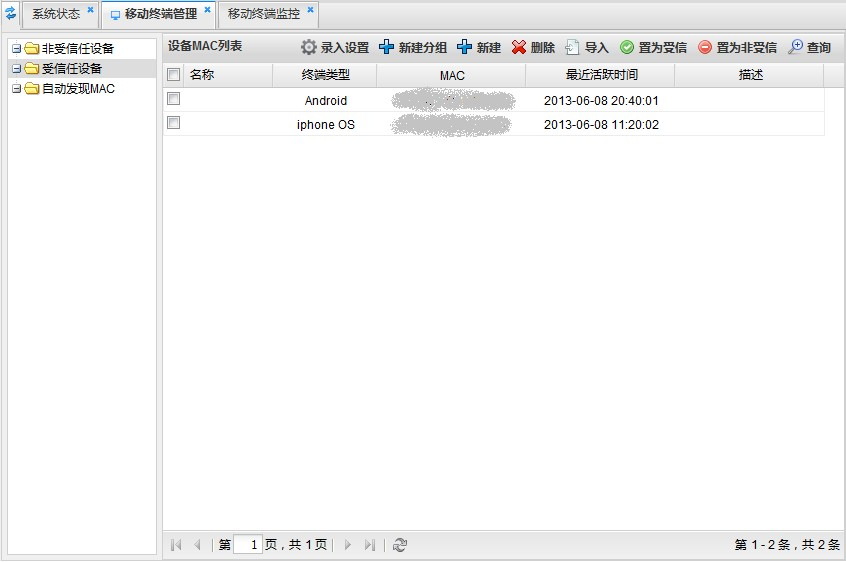 系统状态 移动终端管理 移动终端监控
非受信任设备
受信任设备
自动发现MAC
设备MAC列表 录入设置 新建分组 新建 删除 导入 置为受信 置为非受信 查询
名称 终端类型 MAC 最近活跃时间 描述
Android 2013-06-08 20:40:01
iphone OS 2013-06-08 11:20:02
第 1 页，共 1 页 第 1 - 2 条，共 2 条